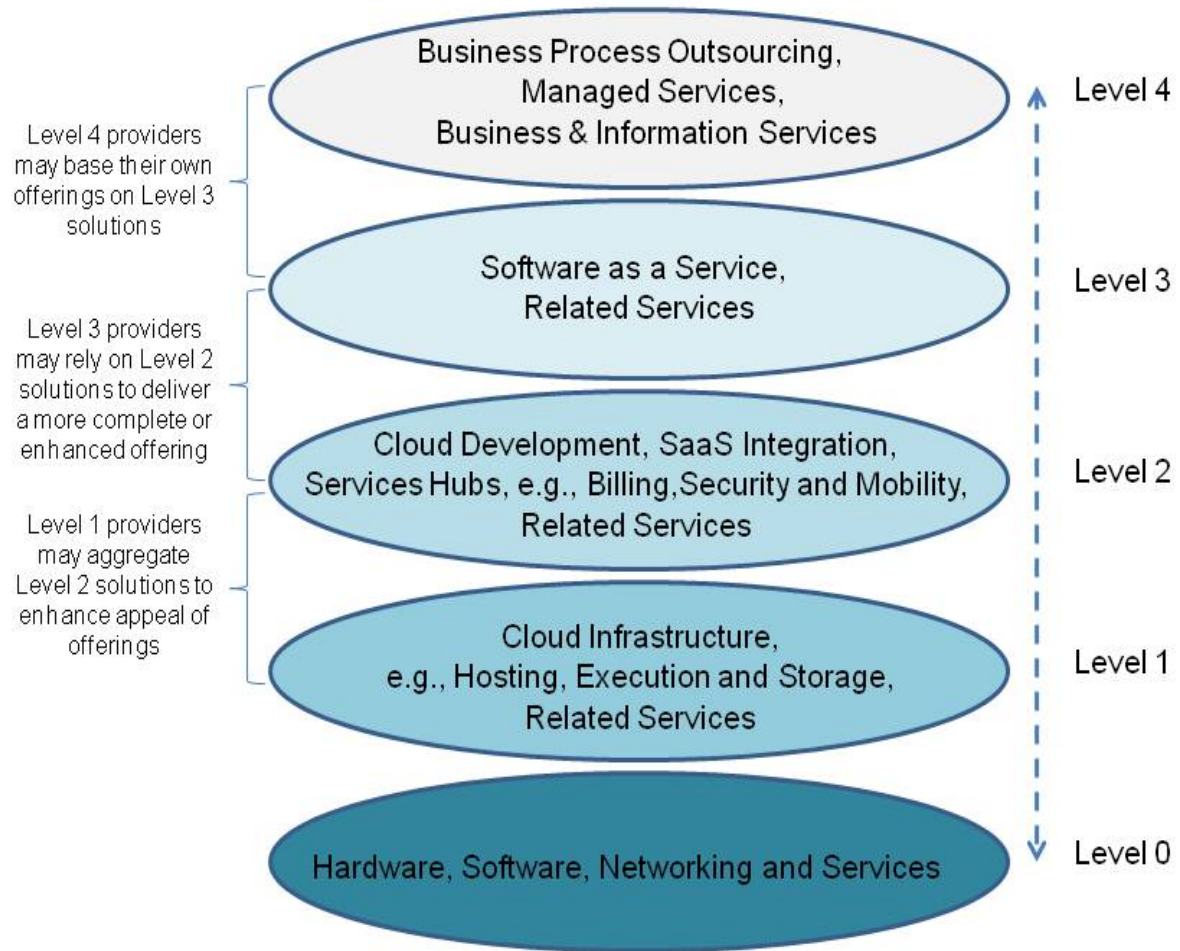 Business Process Outsourcing,
Managed Services,
Business & Information Services
Level 4
Level 4 providers
may base their own
offerings on Level 3
solutions
Software as a Service,
Related Services
Level 3
Level 3 providers
may rely on Level 2
solutions to deliver
a more complete or
enhanced offering
Cloud Development, SaaS Integration,
Services Hubs, e.g., Billing,Security and Mobility,
Related Services
Level 2
Level 1 providers
may aggregate
Level 2 solutions to
enhance appeal of
offerings
Cloud Infrastructure,
e.g., Hosting, Execution and Storage,
Related Services
Level 1
Hardware, Software, Networking and Services
Level 0